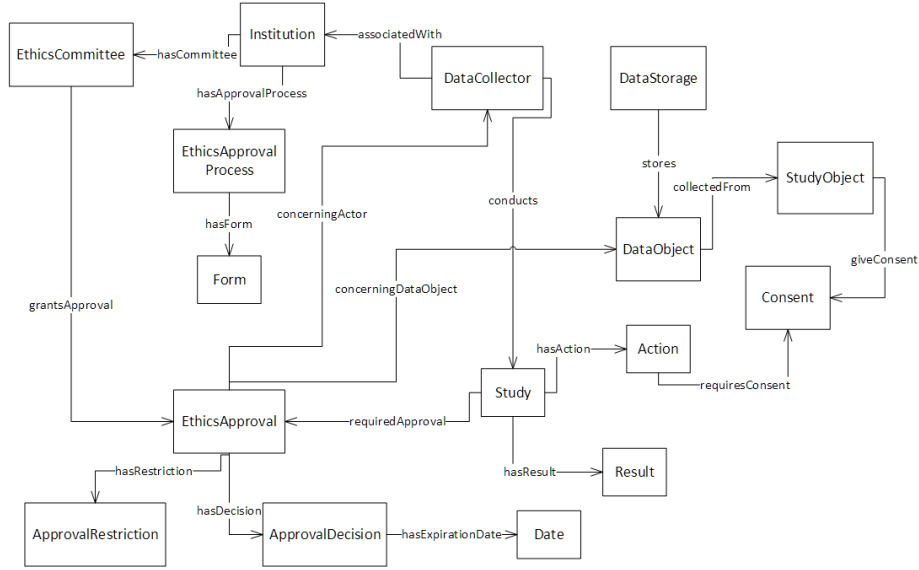 Institution
associatedWith
EthicsCommittee
hasCommittee
DataCollector
DataStorage
hasApprovalProcess
EthicsApproval
Process
stores
StudyObject
collectedFrom
conducts
concerningActor
hasForm
DataObject
giveConsent
Form
concerningDataObject
Consent
grantsApproval
hasAction
Action
requiresConsent
Study
EthicsApproval
requiredApproval
hasRestriction
hasResult
Result
hasDecision
ApprovalRestriction
ApprovalDecision
hasExpirationDate
Date